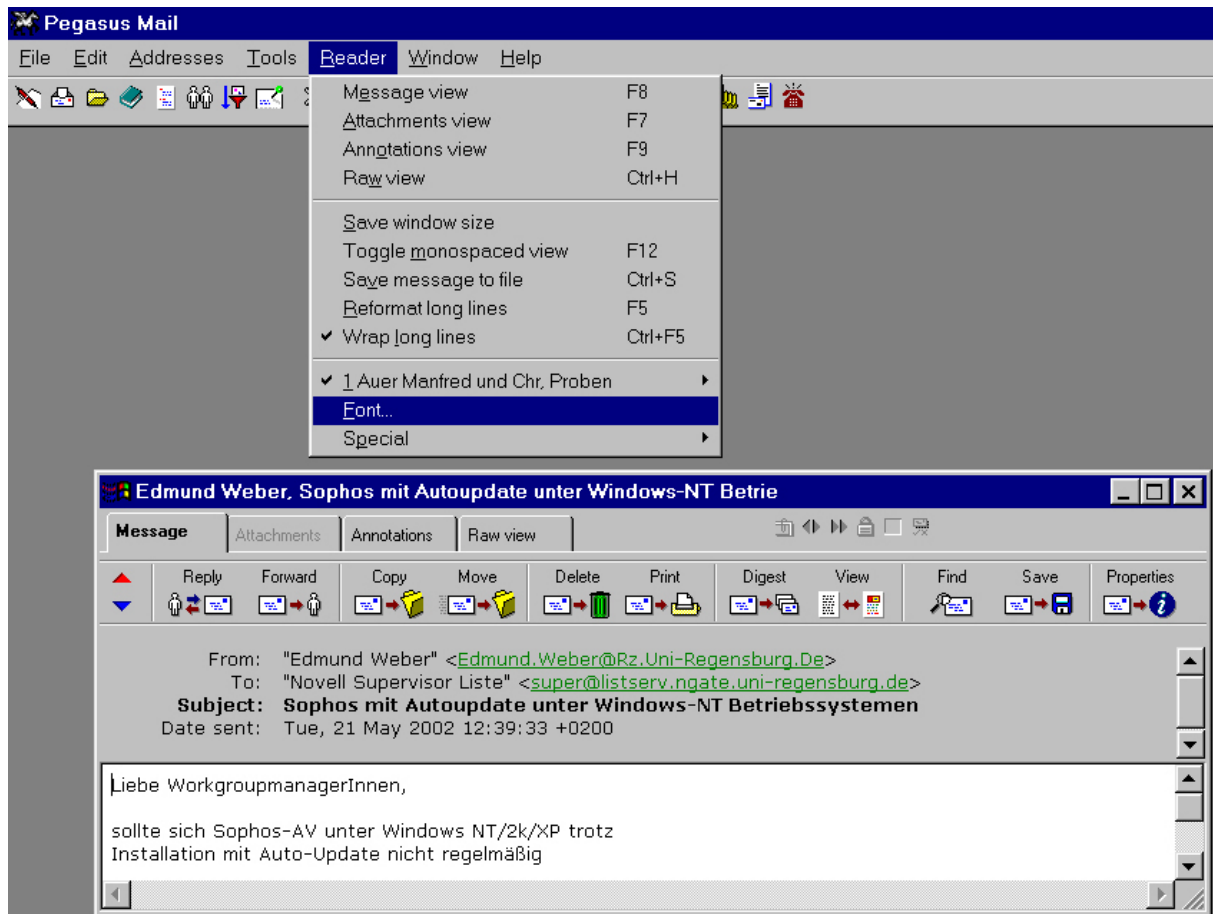 Pegasus Mail
File Edit Addresses Tools Reader Window Help
Message view F8
Attachments view F7
Annotations view F9
Raw view Ctrl+H
Save window size
Toggle monospaced view F12
Save message to file Ctrl+S
Reformat long lines F5
Wrap long lines Ctrl+F5
1 Auer Manfred und Chr, Proben
Font...
Special
Edmund Weber, Sophos mit Autoupdate unter Windows-NT Betrie
Message Attachments Annotations Raw view
Reply Forward Copy Move Delete Print Digest View Find Save Properties
From: "Edmund Weber" <Edmund.Weber@Rz.Uni-Regensburg.De>
To: "Novell Supervisor Liste" <super@listserv.ngate.uni-regensburg.de>
Subject: Sophos mit Autoupdate unter Windows-NT Betriebssystemen
Date sent: Tue, 21 May 2002 12:39:33 +0200
Liebe WorkgroupmanagerInnen,
sollte sich Sophos-AV unter Windows NT/2k/XP trotz
Installation mit Auto-Update nicht regelmäßig